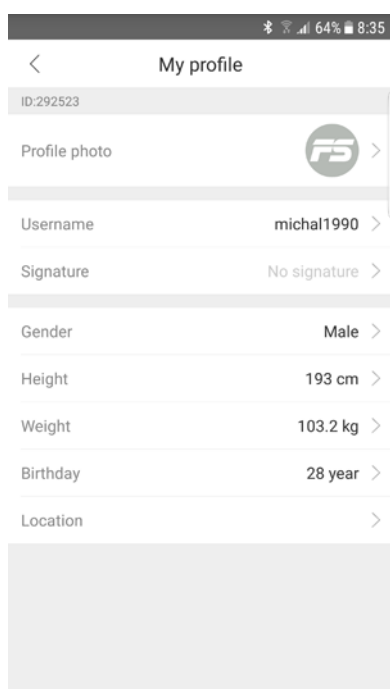 64% 8:35
My profile
ID:292523
Profile photo
FS
Username michal1990
Signature No signature
Gender Male
Height 193 cm
Weight 103.2 kg
Birthday 28 year
Location